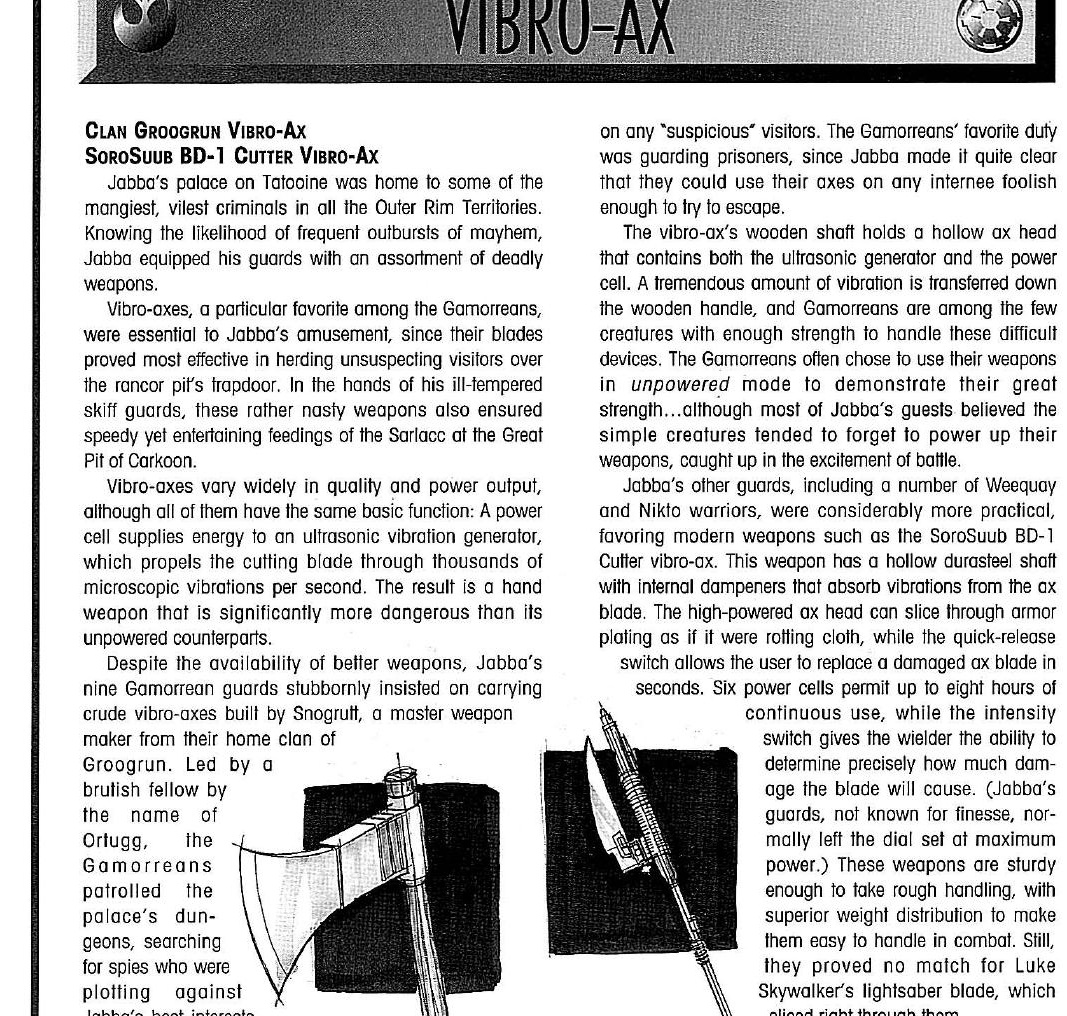 VIBRO-AX
CLAN GROOGRUN VIBRO-AX
SOROSUUB BD-1 CUTTER VIBRO-AX
Jabba's palace on Tatooine was home to some of the
mangiest, vilest criminals in all the Outer Rim Territories.
Knowing the likelihood of frequent outbursts of mayhem,
Jabba equipped his guards with an assortment of deadly
weapons.
Vibro-axes, a particular favorite among the Gamorreans,
were essential to Jabba's amusement, since their blades
proved most effective in herding unsuspecting visitors over
the rancor pit's trapdoor. In the hands of his ill-tempered
skiff guards, these rather nasty weapons also ensured
speedy yet entertaining feedings of the Sarlacc at the Great
Pit of Carkoon.
Vibro-axes vary widely in quality and power output,
although all of them have the same basic function: A power
cell supplies energy to an ultrasonic vibration generator,
which propels the cutting blade through thousands of
microscopic vibrations per second. The result is a hand
weapon that is significantly more dangerous than its
unpowered counterparts.
Despite the availability of better weapons, Jabba's
nine Gamorrean guards stubbornly insisted on carrying
crude vibro-axes built by Snogrutt, a master weapon
maker from their home clan of
Groogrun. Led by a
brutish fellow by
the name of
Ortugg, the
Gamorreans
patrolled the
palace's dun-
geons, searching
for spies who were
plotting against
Jabba's best interests
on any "suspicious" visitors. The Gamorreans' favorite duty
was guarding prisoners, since Jabba made it quite clear
that they could use their axes on any internee foolish
enough to try to escape.
The vibro-ax's wooden shaft holds a hollow ax head
that contains both the ultrasonic generator and the power
cell. A tremendous amount of vibration is transferred down
the wooden handle, and Gamorreans are among the few
creatures with enough strength to handle these difficult
devices. The Gamorreans often chose to use their weapons
in unpowered mode to demonstrate their great
strength...although most of Jabba's guests believed the
simple creatures tended to forget to power up their
weapons, caught up in the excitement of battle.
Jabba's other guards, including a number of Weequay
and Nikto warriors, were considerably more practical,
favoring modern weapons such as the SoroSuub BD-1
Cutter vibro-ax. This weapon has a hollow durasteel shaft
with internal dampeners that absorb vibrations from the ax
blade. The high-powered ax head can slice through armor
plating as if it were rotting cloth, while the quick-release
switch allows the user to replace a damaged ax blade in
seconds. Six power cells permit up to eight hours of
continuous use, while the intensity
switch gives the wielder the ability to
determine precisely how much dam-
age the blade will cause. (Jabba's
guards, not known for finesse, nor-
mally left the dial set at maximum
power.) These weapons are sturdy
enough to take rough handling, with
superior weight distribution to make
them easy to handle in combat. Still,
they proved no match for Luke
Skywalker's lightsaber blade, which
sliced right through them.